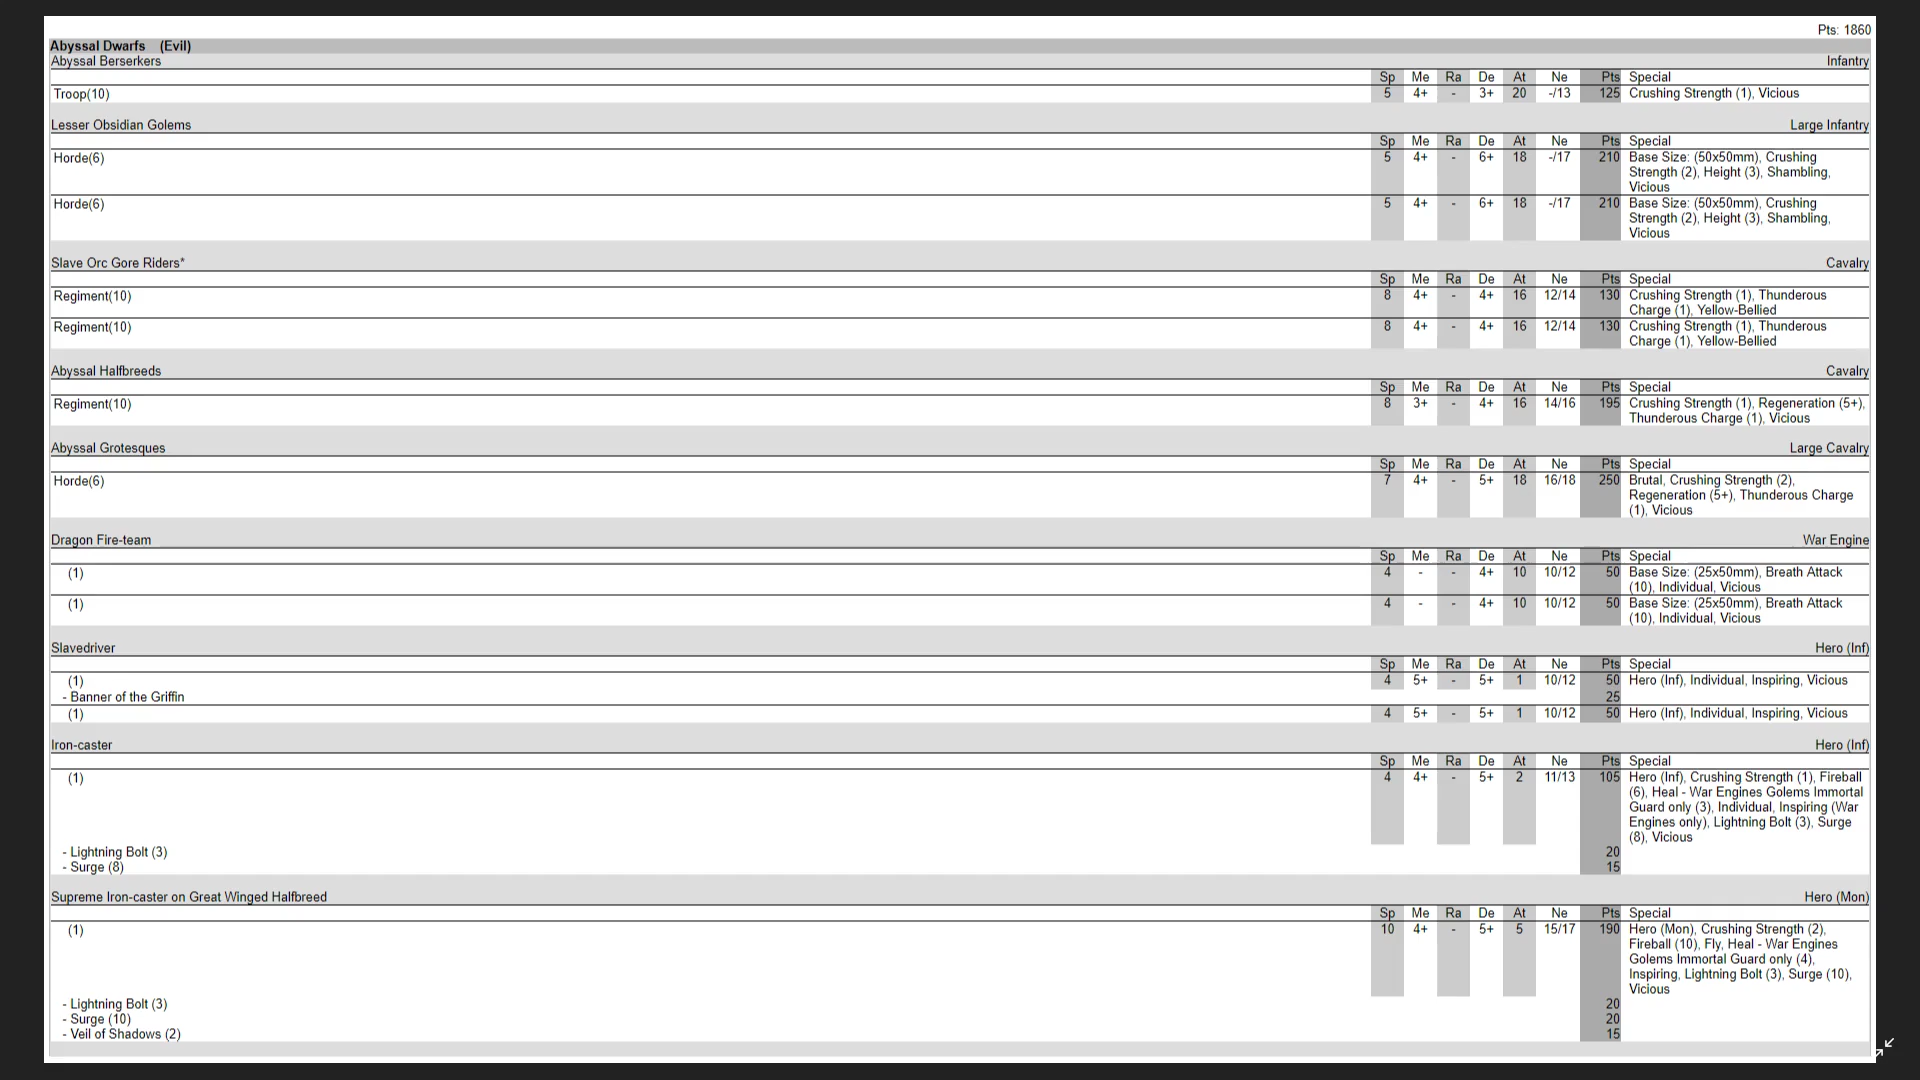 Pts: 1860
Abyssal Dwarfs (Evil)
Abyssal Berserkers Infantry
Sp Me Ra De At Ne Pts Special
Troop(10) 5 4+ - 3+ 20 -/13 125 Crushing Strength (1), Vicious
Lesser Obsidian Golems Large Infantry
Sp Me Ra De At Ne Pts Special
Horde(6) 5 4+ - 6+ 18 -/17 210 Base Size: (50x50mm), Crushing
Strength (2), Height (3), Shambling,
Vicious
Horde(6) 5 4+ - 6+ 18 -/17 210 Base Size: (50x50mm), Crushing
Strength (2), Height (3), Shambling,
Vicious
Slave Orc Gore Riders* Cavalry
Sp Me Ra De At Ne Pts Special
Regiment(10) 8 4+ - 4+ 16 12/14 130 Crushing Strength (1), Thunderous
Charge (1), Yellow-Bellied
Regiment(10) 8 4+ - 4+ 16 12/14 130 Crushing Strength (1), Thunderous
Charge (1), Yellow-Bellied
Abyssal Halfbreeds Cavalry
Sp Me Ra De At Ne Pts Special
Regiment(10) 8 3+ - 4+ 16 14/16 195 Crushing Strength (1), Regeneration (5+),
Thunderous Charge (1), Vicious
Abyssal Grotesques Large Cavalry
Sp Me Ra De At Ne Pts Special
Horde(6) 7 4+ - 5+ 18 16/18 250 Brutal, Crushing Strength (2),
Regeneration (5+), Thunderous Charge
(1), Vicious
Dragon Fire-team War Engine
Sp Me Ra De At Ne Pts Special
(1) 4 - - 4+ 10 10/12 50 Base Size: (25x50mm), Breath Attack
(10), Individual, Vicious
(1) 4 - - 4+ 10 10/12 50 Base Size: (25x50mm), Breath Attack
(10), Individual, Vicious
Slavedriver Hero (Inf)
Sp Me Ra De At Ne Pts Special
(1) 4 5+ - 5+ 1 10/12 50 Hero (Inf), Individual, Inspiring, Vicious
- Banner of the Griffin 25
(1) 4 5+ - 5+ 1 10/12 50 Hero (Inf), Individual, Inspiring, Vicious
Iron-caster Hero (Inf)
Sp Me Ra De At Ne Pts Special
(1) 4 4+ - 5+ 2 11/13 105 Hero (Inf), Crushing Strength (1), Fireball
(6), Heal - War Engines Golems Immortal
Guard only (3), Individual, Inspiring (War
Engines only), Lightning Bolt (3), Surge
(8), Vicious
- Lightning Bolt (3) 20
- Surge (8) 15
Supreme Iron-caster on Great Winged Halfbreed Hero (Mon)
Sp Me Ra De At Ne Pts Special
(1) 10 4+ - 5+ 5 15/17 190 Hero (Mon), Crushing Strength (2),
Fireball (10), Fly, Heal - War Engines
Golems Immortal Guard only (4),
Inspiring, Lightning Bolt (3), Surge (10),
Vicious
- Lightning Bolt (3) 20
- Surge (10) 20
- Veil of Shadows (2) 15